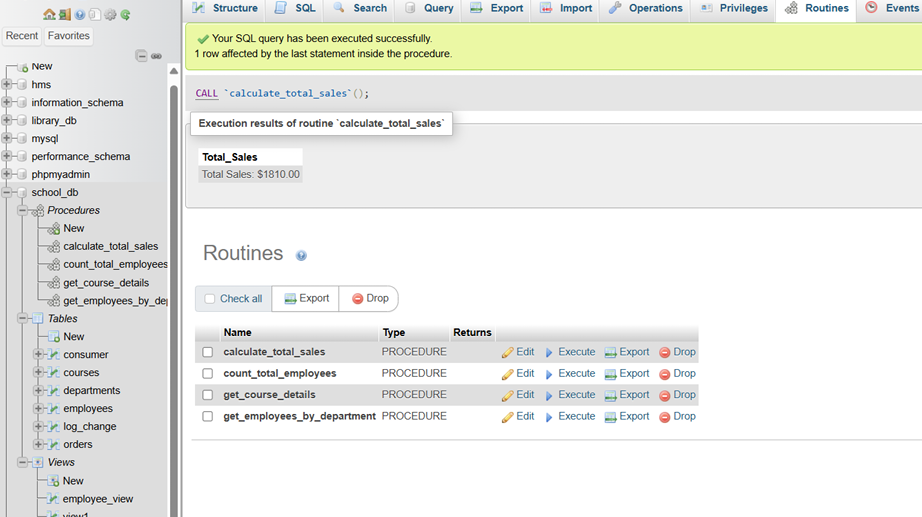 Structure SQL Search Query Export Import Operations Privileges Routines Events
Recent Favorites
New
hms
information_schema
library_db
mysql
performance_schema
phpmyadmin
school_db
Procedures
New
calculate_total_sales
count_total_employees
get_course_details
get_employees_by_dep
Tables
New
consumer
courses
departments
employees
log_change
orders
Views
New
employee_view
view1
Your SQL query has been executed successfully.
1 row affected by the last statement inside the procedure.
CALL `calculate_total_sales`();
Execution results of routine `calculate_total_sales`
Total_Sales
Total Sales: $1810.00
Routines
Check all Export Drop
Name Type Returns
calculate_total_sales PROCEDURE Edit Execute Export Drop
count_total_employees PROCEDURE Edit Execute Export Drop
get_course_details PROCEDURE Edit Execute Export Drop
get_employees_by_department PROCEDURE Edit Execute Export Drop